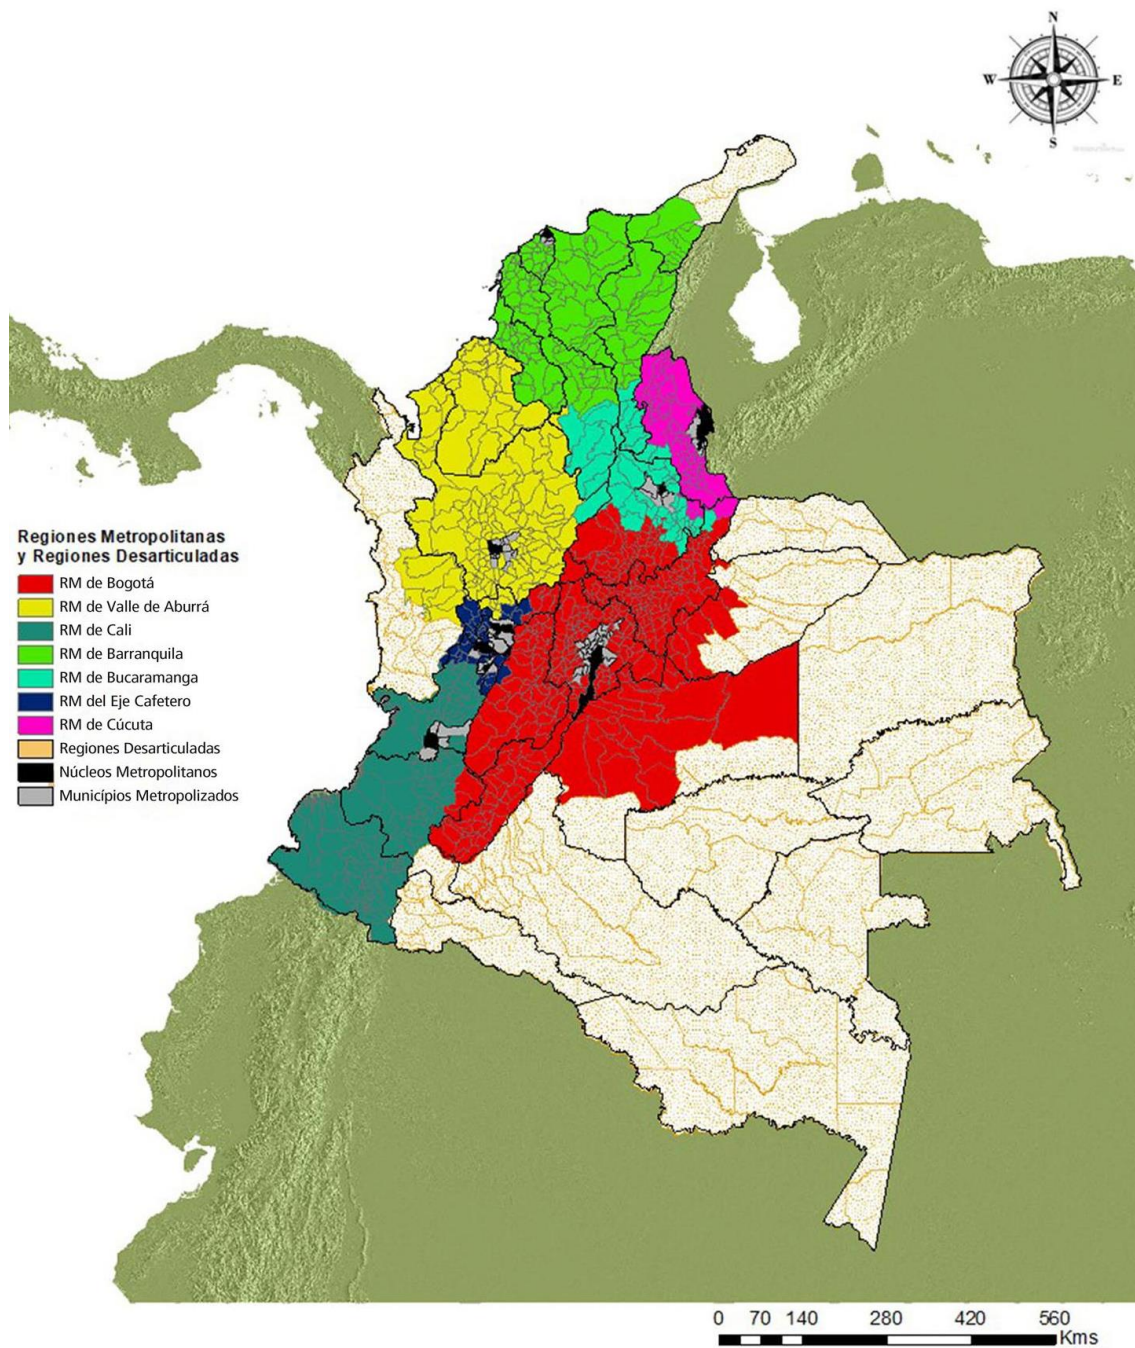 N
W
E
S
Regiones Metropolitanas
y Regiones Desarticuladas
RM de Bogotá
RM de Valle de Aburrá
RM de Cali
RM de Barranquila
RM de Bucaramanga
RM del Eje Cafetero
RM de Cúcuta
Regiones Desarticuladas
Núcleos Metropolitanos
Municípios Metropolizados
0 70 140 280 420 560
Kms